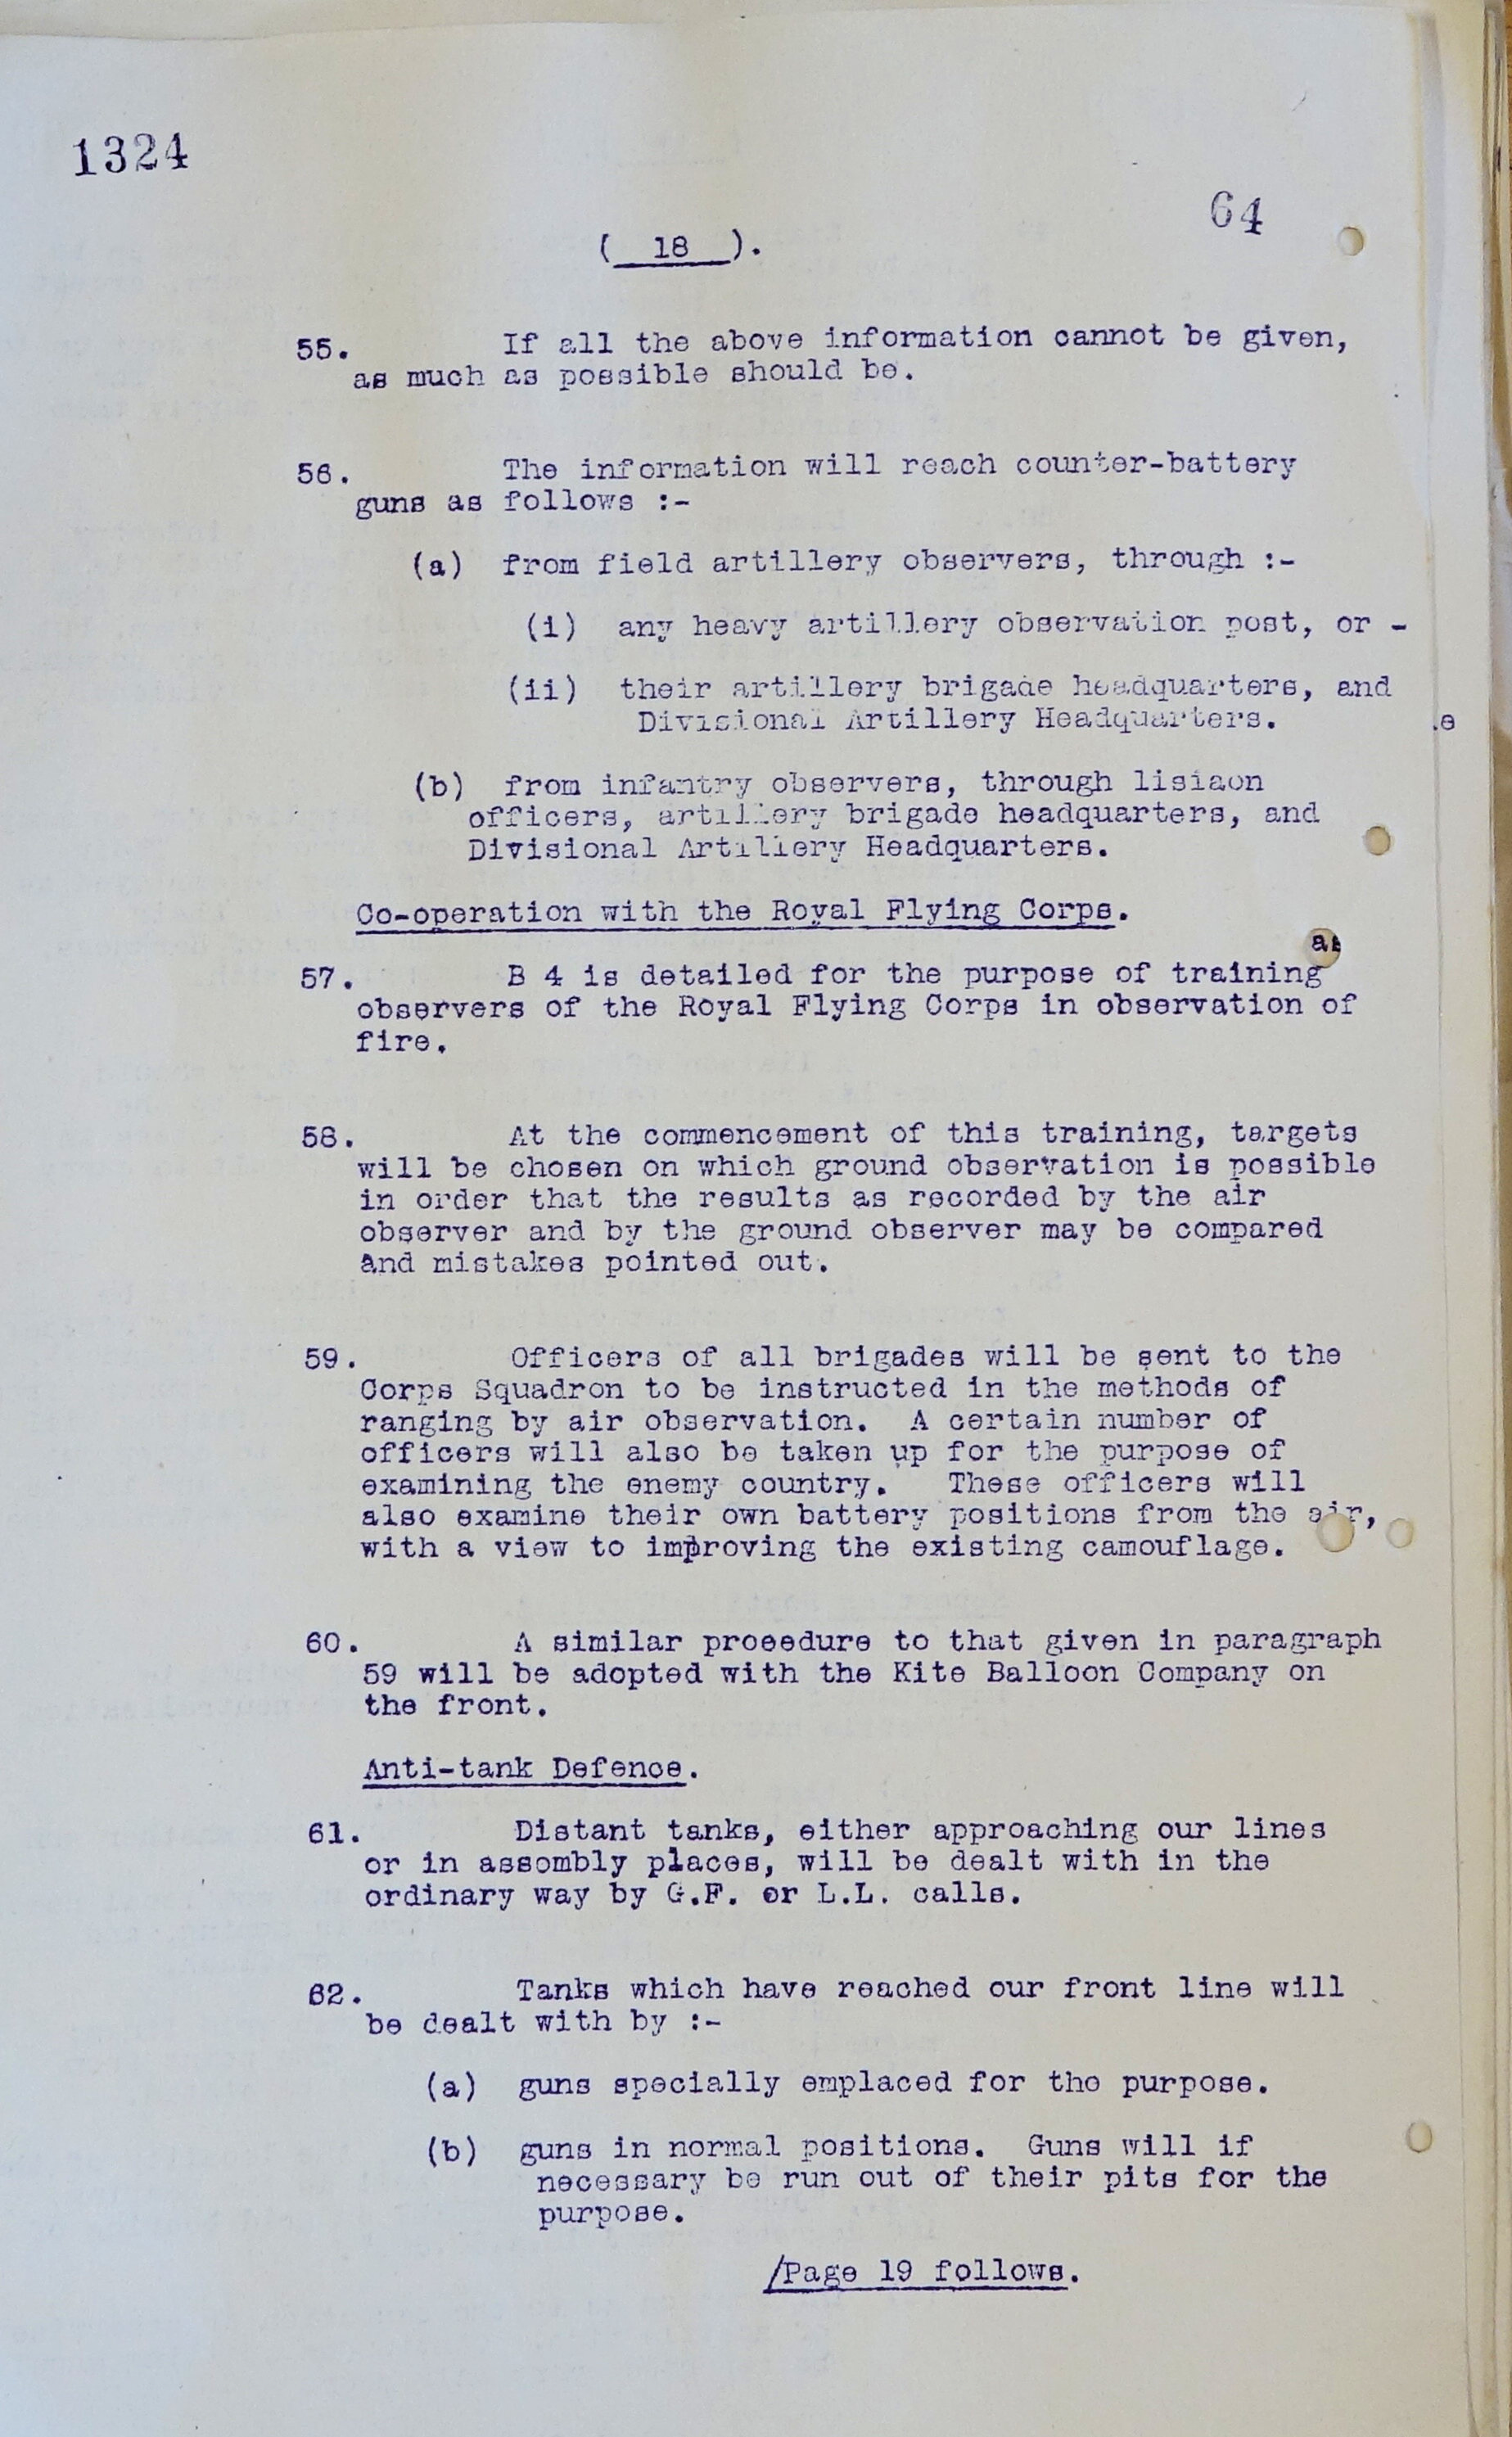 1324
64
( 18 ).
55. If all the above information cannot be given,
as much as possible should be.
56. The information will reach counter-battery
guns as follows :-
(a) from field artillery observers, through :-
(i) any heavy artillery observation post, or -
(ii) their artillery brigade headquarters, and
Divisional Artillery Headquarters.
(b) from infantry observers, through lisiaon
officers, artillery brigade headquarters, and
Divisional Artillery Headquarters.
Co-operation with the Royal Flying Corps.
57. B 4 is detailed for the purpose of training
observers of the Royal Flying Corps in observation of
fire.
58. At the commencement of this training, targets
will be chosen on which ground observation is possible
in order that the results as recorded by the air
observer and by the ground observer may be compared
and mistakes pointed out.
59. Officers of all brigades will be sent to the
Corps Squadron to be instructed in the methods of
ranging by air observation. A certain number of
officers will also be taken up for the purpose of
examining the enemy country. These officers will
also examine their own battery positions from the air,
with a view to improving the existing camouflage.
60. A similar proeedure to that given in paragraph
59 will be adopted with the Kite Balloon Company on
the front.
Anti-tank Defence.
61. Distant tanks, either approaching our lines
or in assombly places, will be dealt with in the
ordinary way by G.F. or L.L. calls.
62. Tanks which have reached our front line will
be dealt with by :-
(a) guns specially emplaced for the purpose.
(b) guns in normal positions. Guns will if
necessary be run out of their pits for the
purpose.
/Page 19 follows.